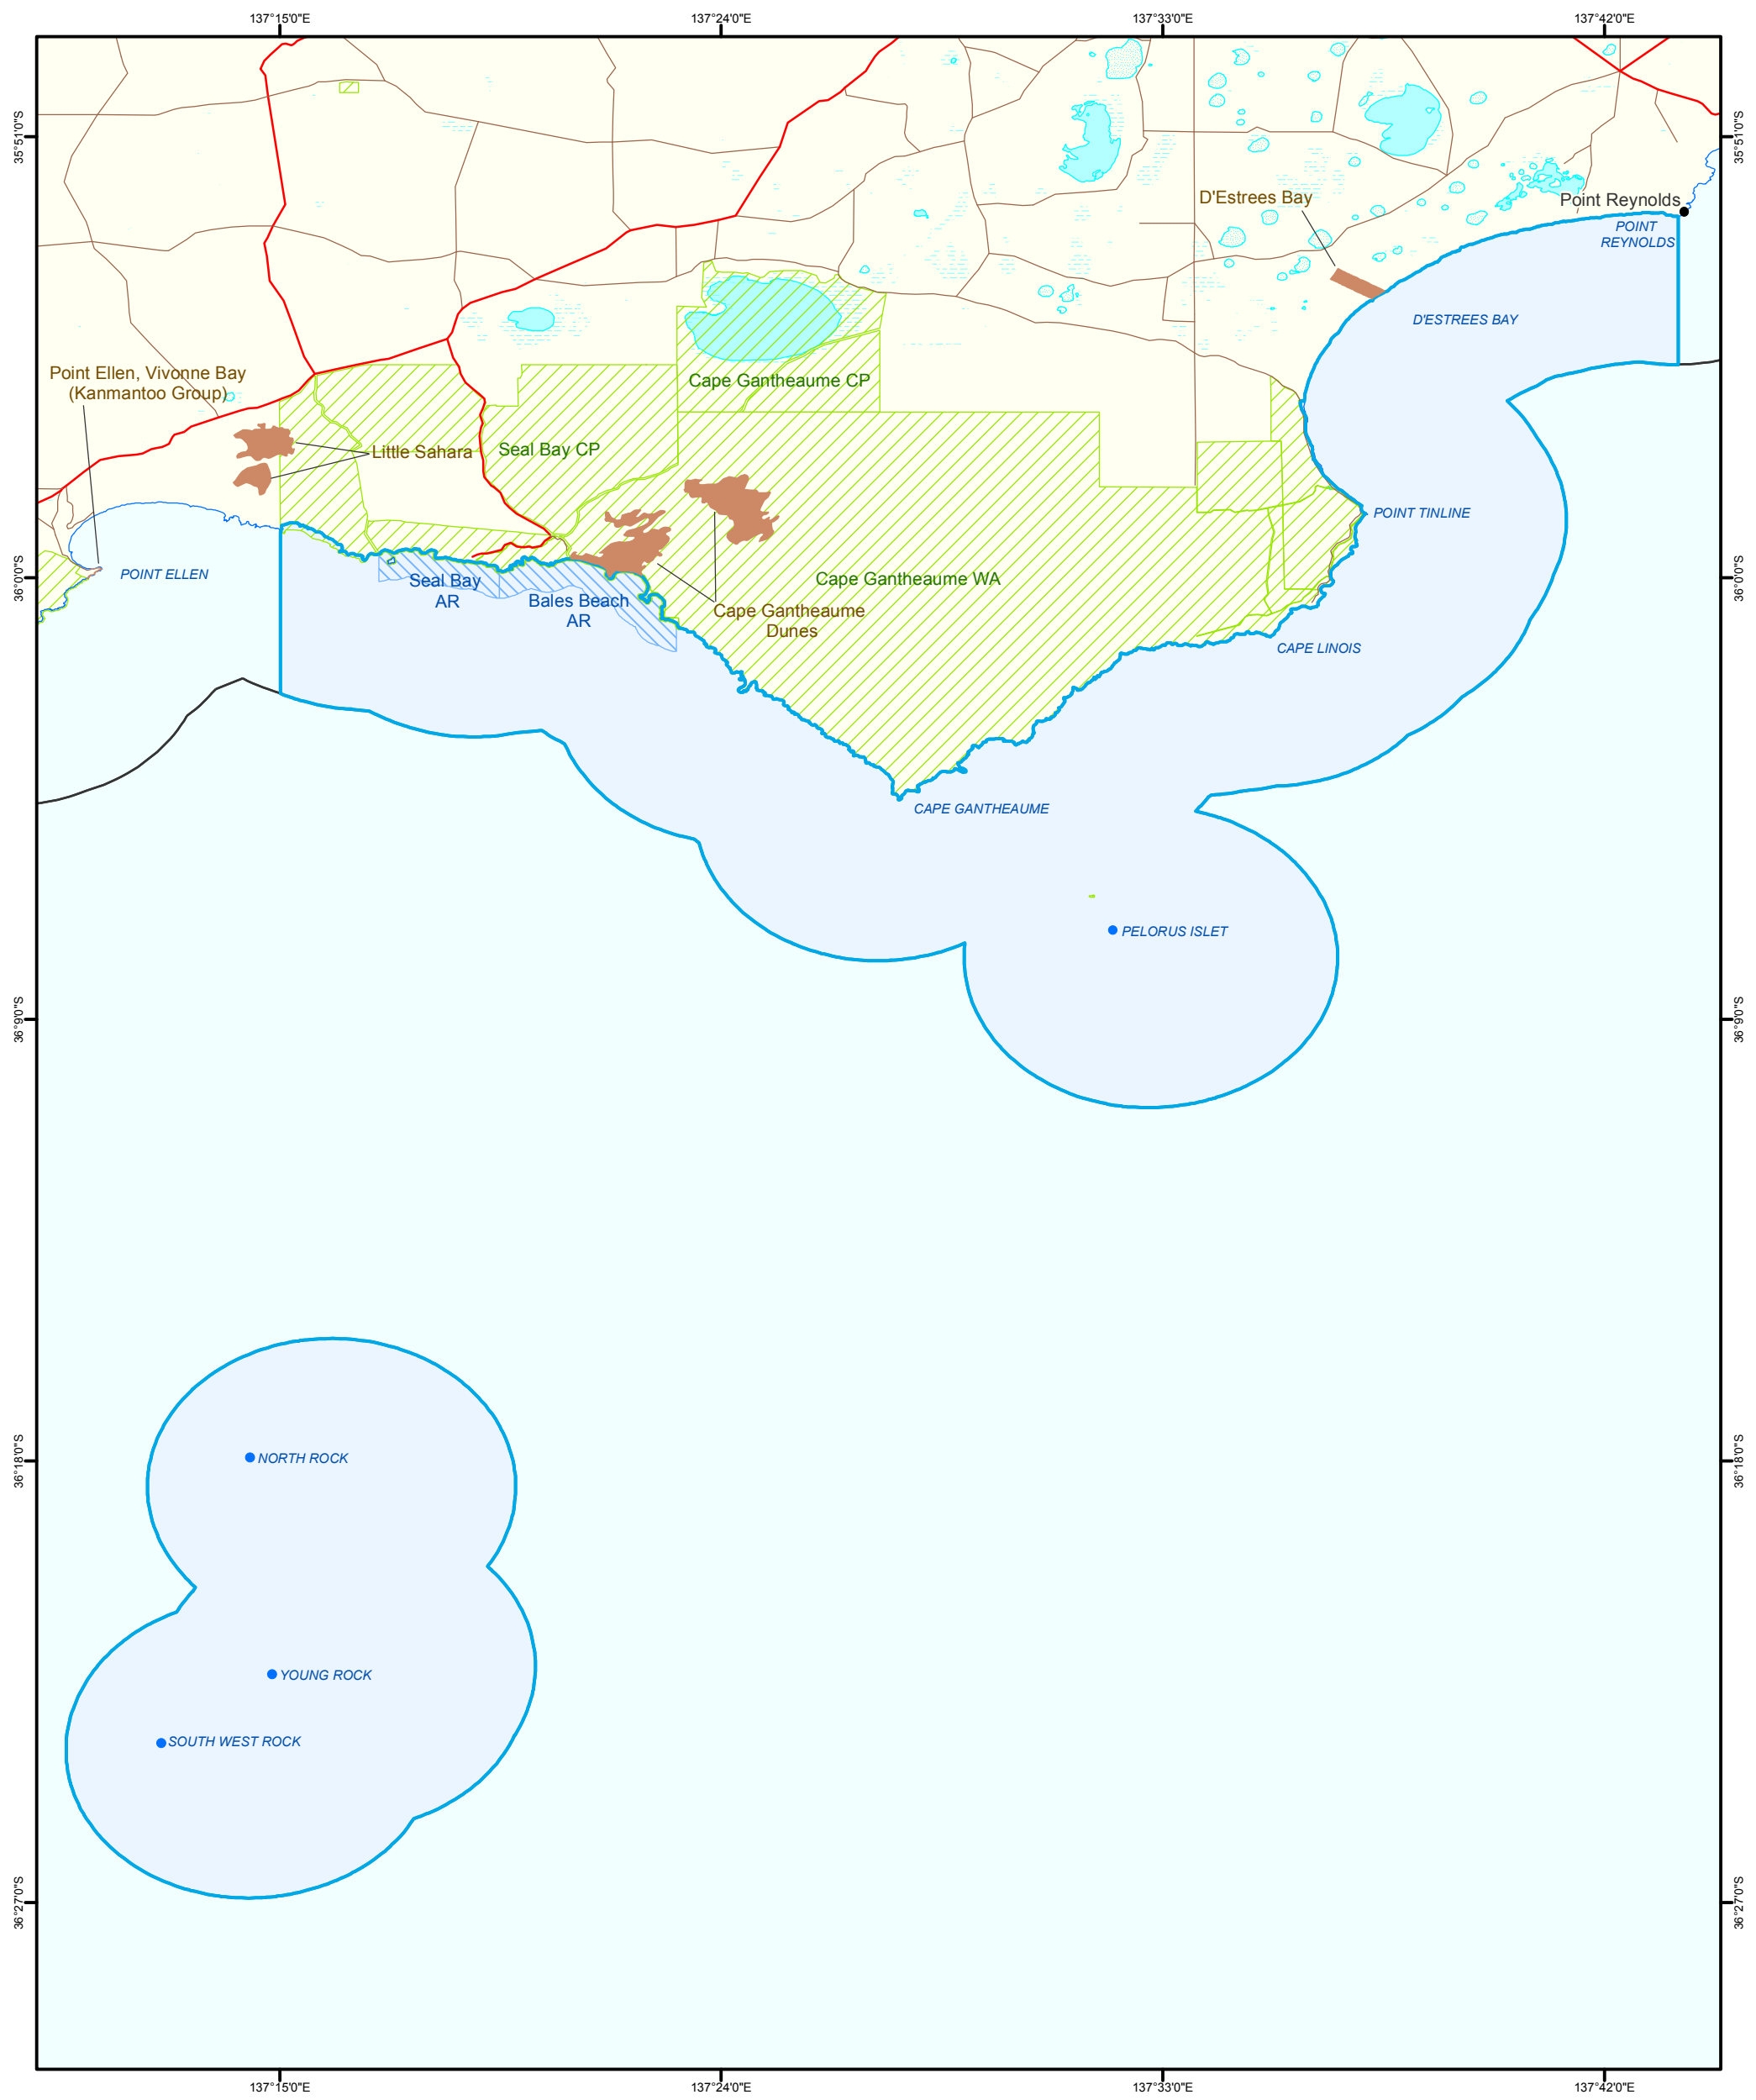 137°15'0"E
137°24'0"E
137°33'0"E
137°42'0"E
35°51'0"S
35°51'0"S
D'Estrees Bay
Point Reynolds
POINT
REYNOLDS
D'ESTREES BAY
Point Ellen, Vivonne Bay
(Kanmantoo Group)
Cape Gantheaume CP
Little Sahara
Seal Bay CP
POINT TINLINE
POINT ELLEN
36°0'0"S
36°0'0"S
Seal Bay
AR
Bales Beach
AR
Cape Gantheaume WA
Cape Gantheaume
Dunes
CAPE LINOIS
CAPE GANTHEAUME
PELORUS ISLET
36°9'0"S
36°9'0"S
NORTH ROCK
36°18'0"S
36°18'0"S
YOUNG ROCK
SOUTH WEST ROCK
36°27'0"S
36°27'0"S
137°15'0"E
137°24'0"E
137°33'0"E
137°42'0"E